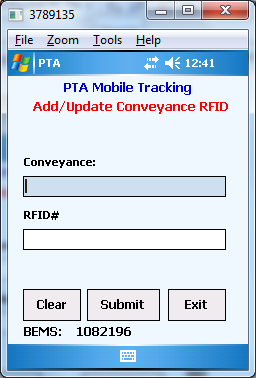 3789135
File Zoom Tools Help
PTA 12:41
PTA Mobile Tracking
Add/Update Conveyance RFID
Conveyance:
RFID#
Clear Submit Exit
BEMS: 1082196